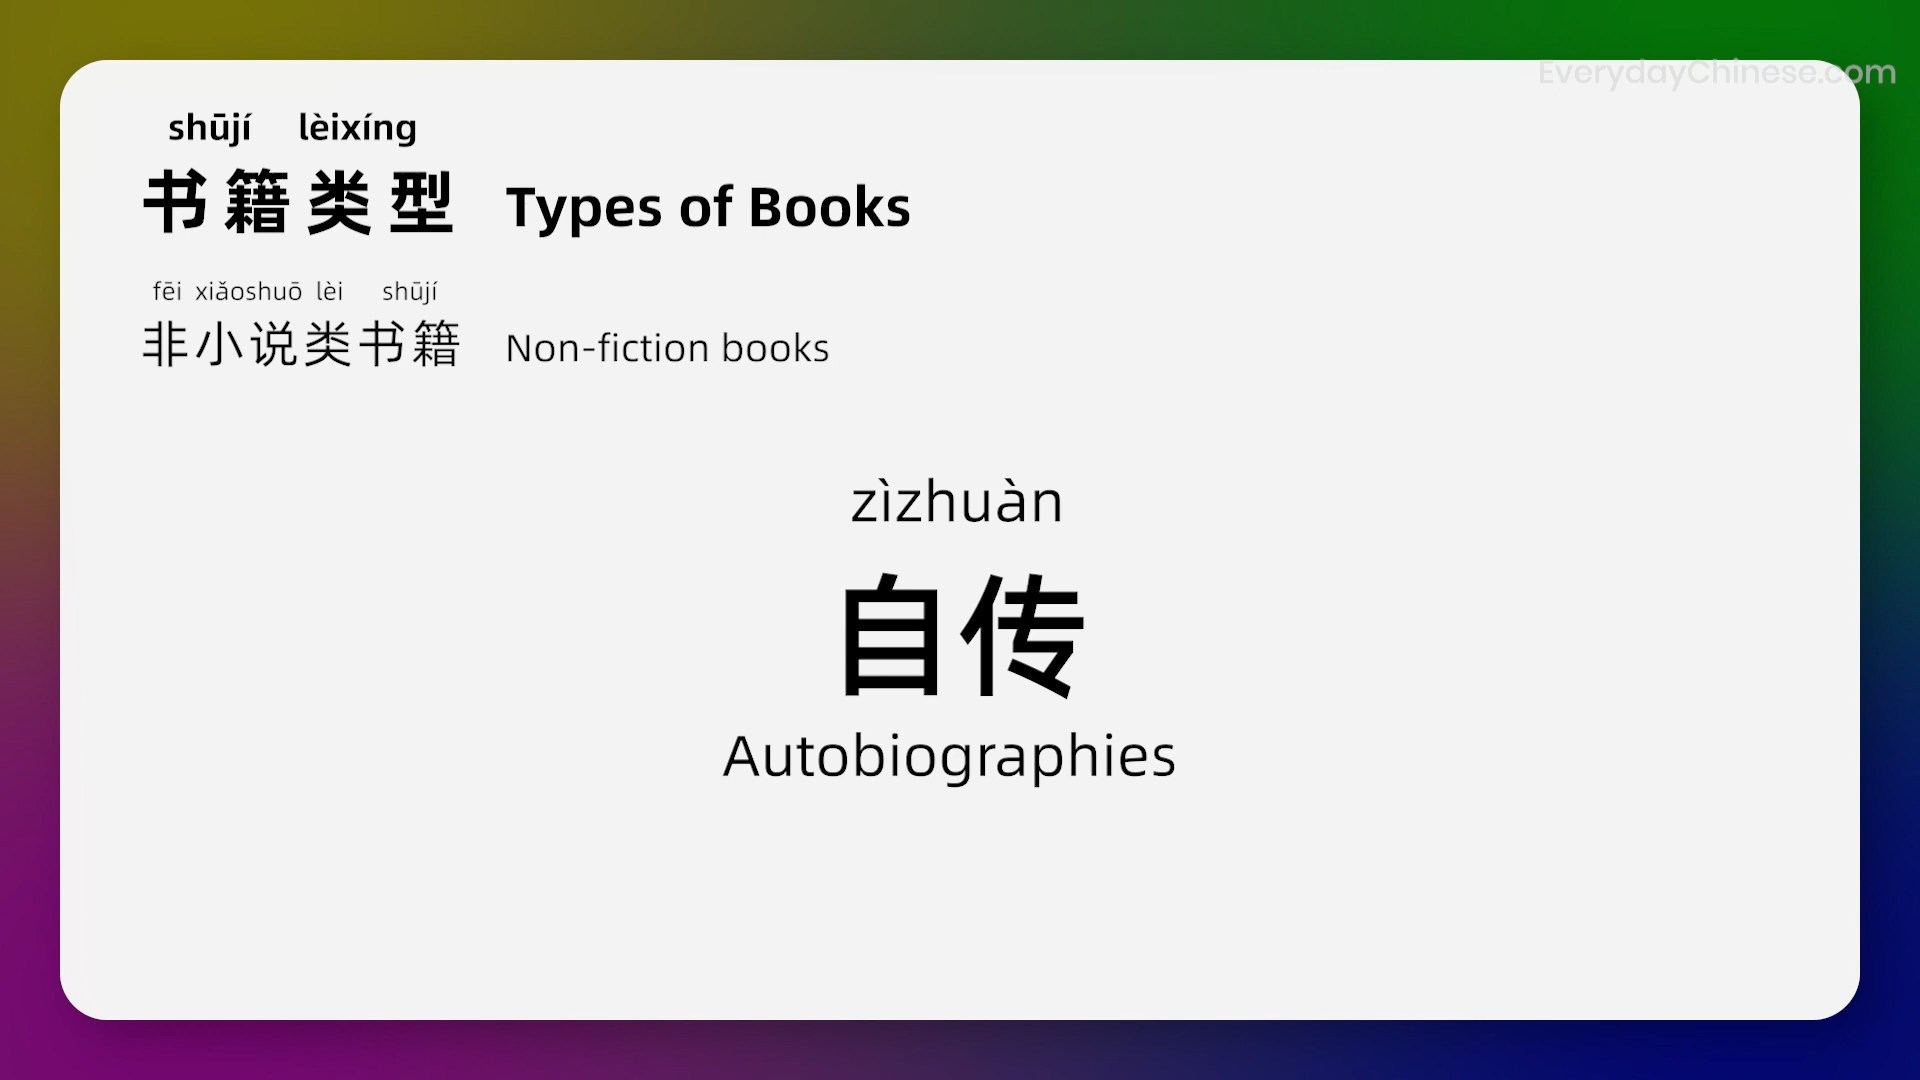 EverydayChinese.com
shūjí lèixíng
书籍类型 Types of Books
fēi xiǎoshuō lèi shūjí
非小说类书籍 Non-fiction books
zìzhuàn
自传
Autobiographies